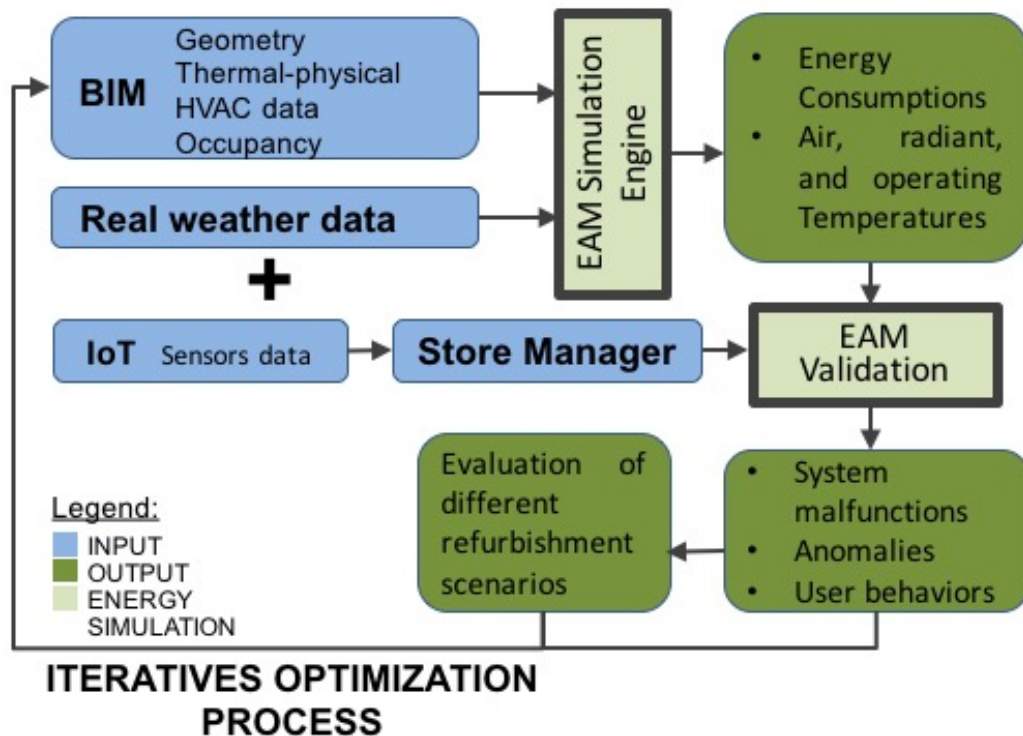 BIM
Geometry
Thermal-physical
HVAC data
Occupancy
Real weather data
+
IoT Sensors data
Store Manager
EAM Simulation
Engine
• Energy
Consumptions
• Air, radiant,
and operating
Temperatures
EAM
Validation
• System
malfunctions
• Anomalies
• User behaviors
Evaluation of
different
refurbishment
scenarios
Legend:
INPUT
OUTPUT
ENERGY
SIMULATION
ITERATIVES OPTIMIZATION
PROCESS